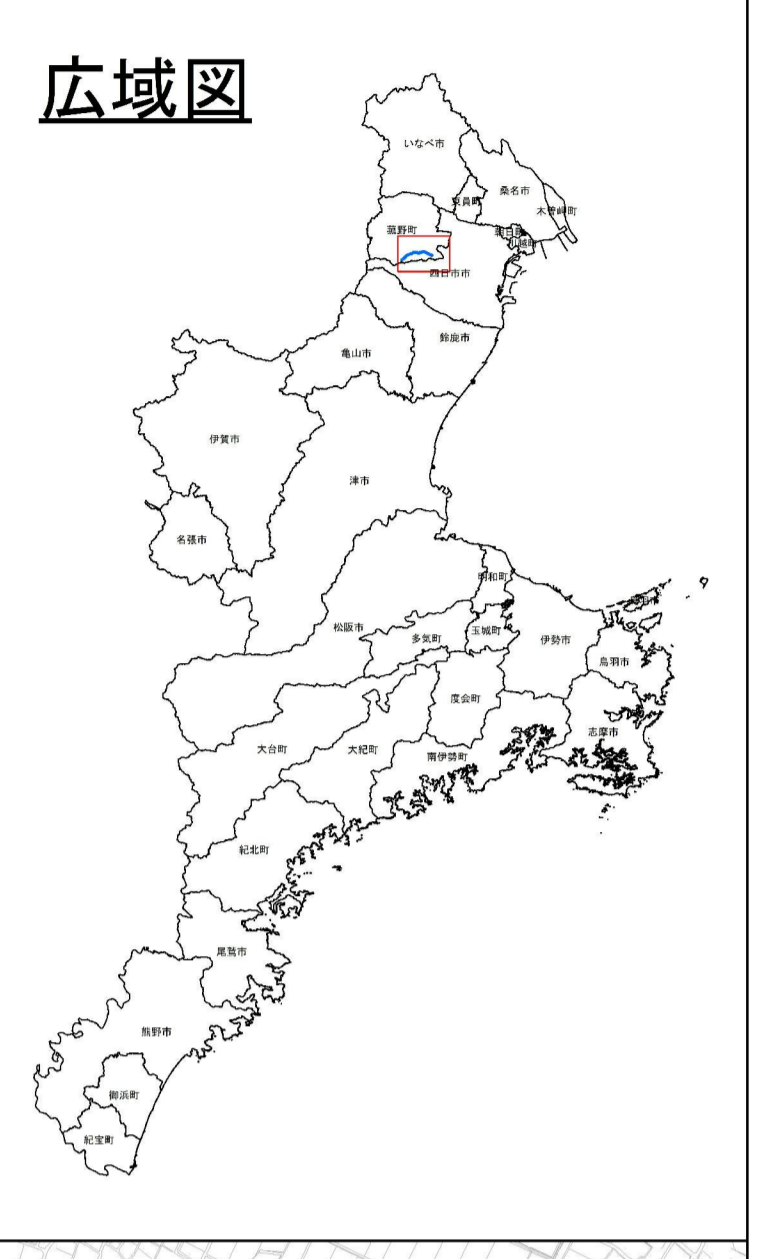 広域図
いなべ市
桑名市
東員町
木曽岬町
菰野町
朝日町
川越町
四日市市
鈴鹿市
亀山市
伊賀市
津市
名張市
明和町
松阪市
多気町
玉城町
伊勢市
鳥羽市
度会町
志摩市
大台町
大紀町
南伊勢町
紀北町
尾鷲市
熊野市
御浜町
紀宝町